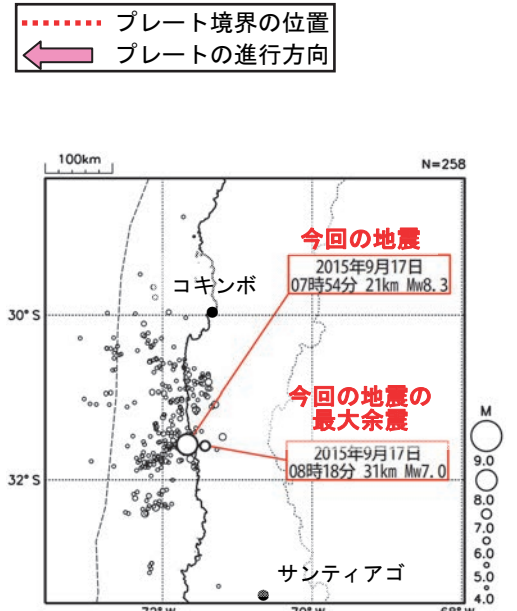 プレート境界の位置
プレートの進行方向
100km
N=258
今回の地震
2015年9月17日
07時54分 21km Mw8.3
コキンボ
30°S
今回の地震の
最大余震
2015年9月17日
08時18分 31km Mw7.0
M
9.0
8.0
7.0
6.0
5.0
4.0
32°S
サンティアゴ
72°W
70°W
68°W